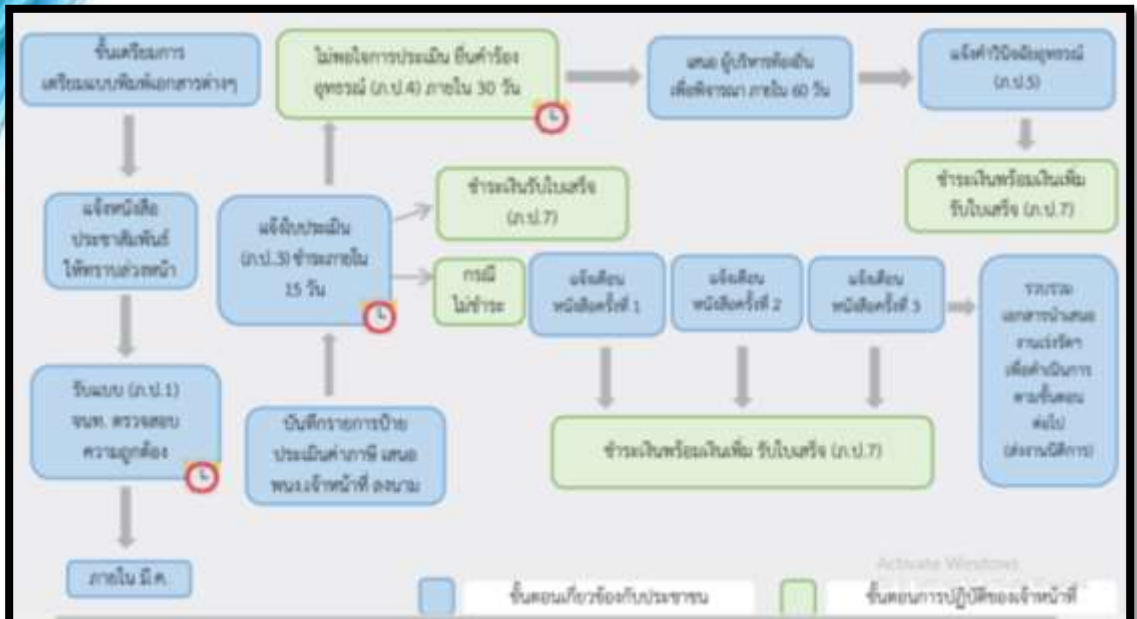 ขั้นเตรียมการ
เตรียมแบบพิมพ์เอกสารต่างๆ
แจ้งหนังสือ
ประชาสัมพันธ์
ให้ทราบล่วงหน้า
รับแบบ (ภ.ป.1)
จนท. ตรวจสอบ
ความถูกต้อง
ภายใน มี.ค.
ไม่พอใจการประเมิน ยื่นคำร้อง
อุทธรณ์ (ภ.ป.4) ภายใน 30 วัน
แจ้งประเมิน
(ภ.ป.3) ชำระภายใน
15 วัน
บันทึกรายการป้าย
ประเมินค่าภาษี เสนอ
พนง.เจ้าหน้าที่ ลงนาม
ชำระเงินรับใบเสร็จ
(ภ.ป.7)
กรณี
ไม่ชำระ
แจ้งเตือน
หนังสือครั้งที่ 1
แจ้งเตือน
หนังสือครั้งที่ 2
แจ้งเตือน
หนังสือครั้งที่ 3
ชำระเงินพร้อมเงินเพิ่ม รับใบเสร็จ (ภ.ป.7)
เสนอ ผู้บริหารท้องถิ่น
เพื่อพิจารณา ภายใน 60 วัน
แจ้งคำวินิจฉัยอุทธรณ์
(ภ.ป.5)
ชำระเงินพร้อมเงินเพิ่ม
รับใบเสร็จ (ภ.ป.7)
รวบรวม
เอกสารนำเสนอ
งานเร่งรัดฯ
เพื่อดำเนินการ
ตามขั้นตอน
ต่อไป
(ส่งงานนิติการ)
Activate Windows
ขั้นตอนเกี่ยวข้องกับประชาชน
ขั้นตอนการปฏิบัติของเจ้าหน้าที่